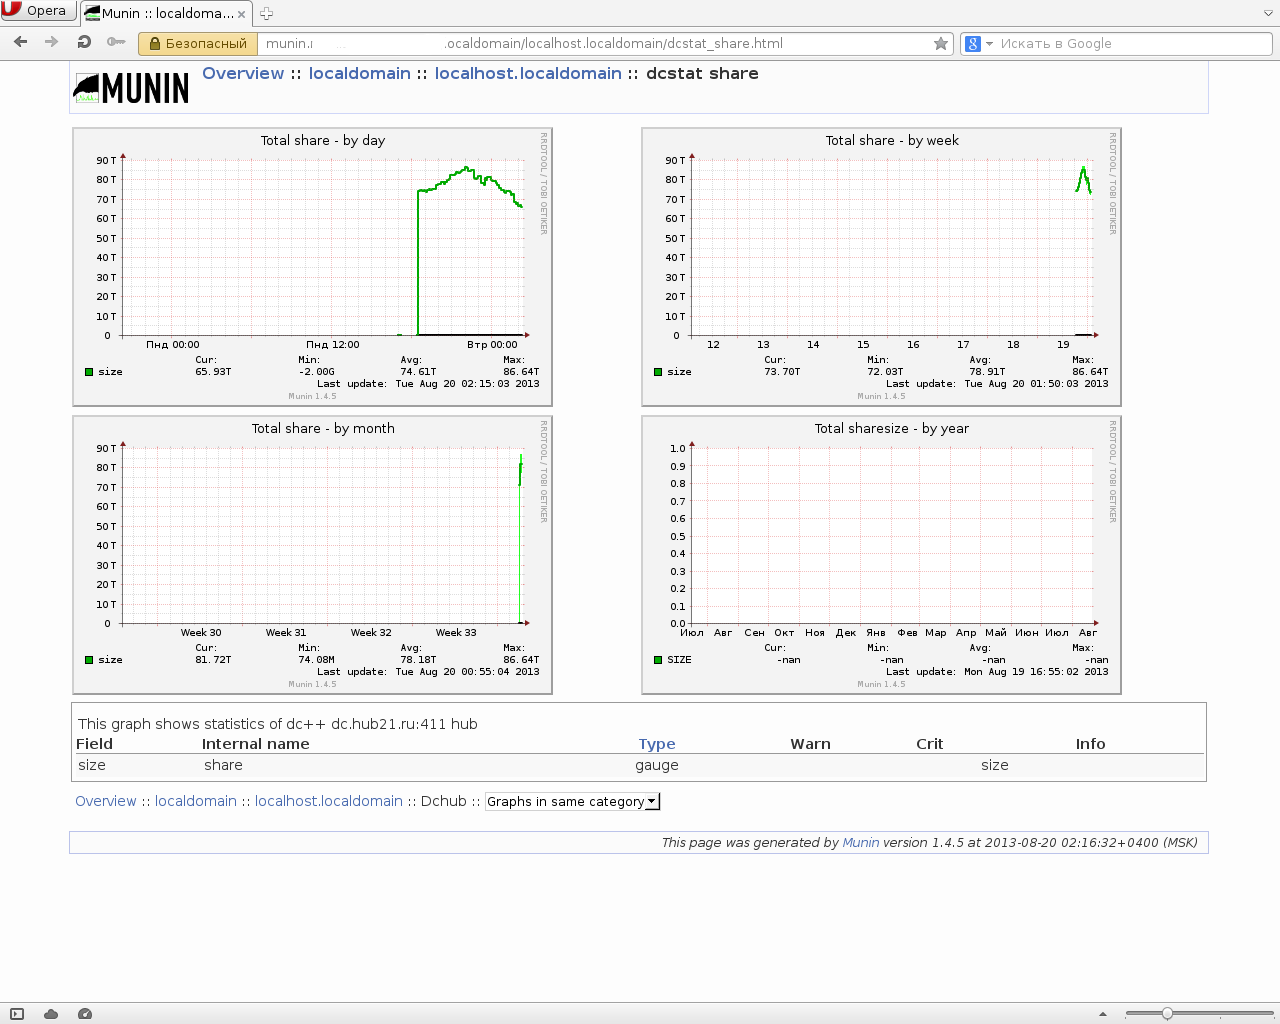 Opera
Munin :: localdoma...
Безопасный munin.r ... .ocaldomain/localhost.localdomain/dcstat_share.html
Искать в Google
MUNIN
Overview :: localdomain :: localhost.localdomain :: dcstat share
Total share - by day
RRDTOOL / TOBI OETIKER
90 T
80 T
70 T
60 T
50 T
40 T
30 T
20 T
10 T
0
Пнд 00:00 Пнд 12:00 Втр 00:00
Cur: Min: Avg: Max:
size 65.93T -2.00G 74.61T 86.64T
Last update: Tue Aug 20 02:15:03 2013
Munin 1.4.5
Total share - by week
RRDTOOL / TOBI OETIKER
90 T
80 T
70 T
60 T
50 T
40 T
30 T
20 T
10 T
0
12 13 14 15 16 17 18 19
Cur: Min: Avg: Max:
size 73.70T 72.03T 78.91T 86.64T
Last update: Tue Aug 20 01:50:03 2013
Munin 1.4.5
Total share - by month
RRDTOOL / TOBI OETIKER
90 T
80 T
70 T
60 T
50 T
40 T
30 T
20 T
10 T
0
Week 30 Week 31 Week 32 Week 33
Cur: Min: Avg: Max:
size 81.72T 74.08M 78.18T 86.64T
Last update: Tue Aug 20 00:55:04 2013
Munin 1.4.5
Total sharesize - by year
RRDTOOL / TOBI OETIKER
1.0
0.9
0.8
0.7
0.6
0.5
0.4
0.3
0.2
0.1
0.0
Июл Авг Сен Окт Ноя Дек Янв Фев Мар Апр Май Июн Июл Авг
Cur: Min: Avg: Max:
SIZE -nan -nan -nan -nan
Last update: Mon Aug 19 16:55:02 2013
Munin 1.4.5
This graph shows statistics of dc++ dc.hub21.ru:411 hub
Field Internal name Type Warn Crit Info
size share gauge size
Overview :: localdomain :: localhost.localdomain :: Dchub :: Graphs in same category
This page was generated by Munin version 1.4.5 at 2013-08-20 02:16:32+0400 (MSK)